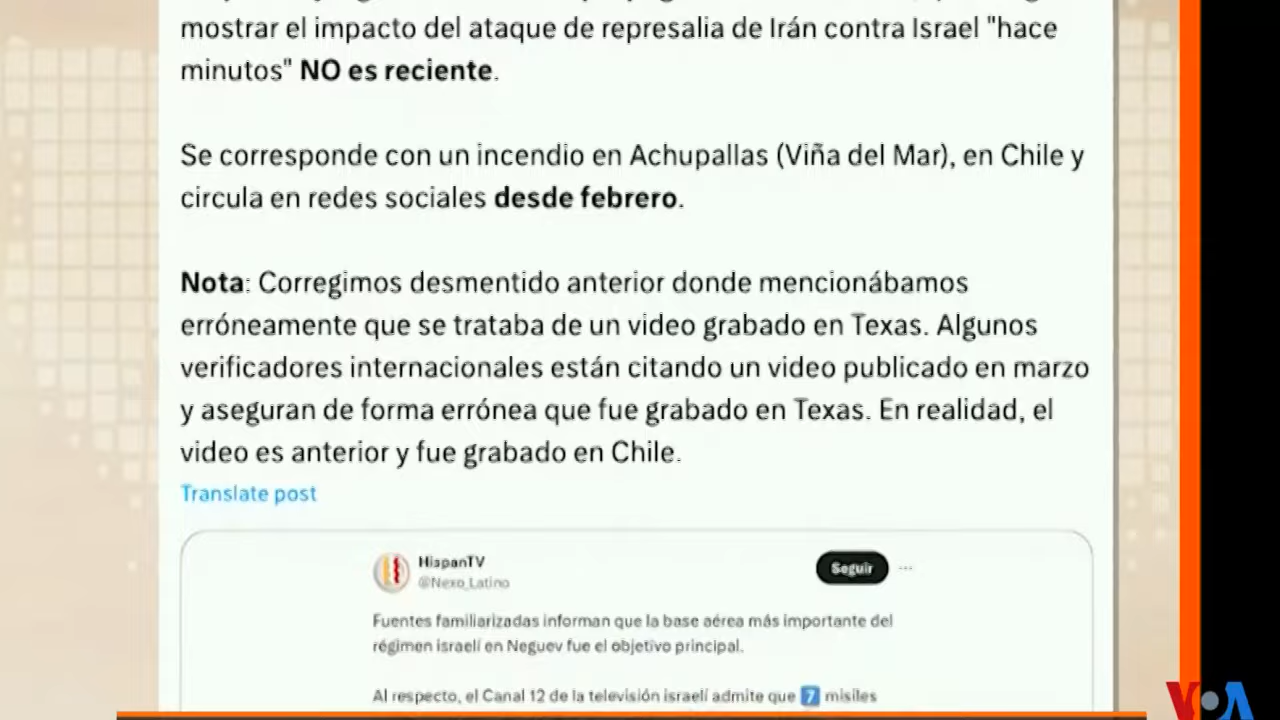 mostrar el impacto del ataque de represalia de Irán contra Israel "hace
minutos" NO es reciente.
Se corresponde con un incendio en Achupallas (Viña del Mar), en Chile y
circula en redes sociales desde febrero.
Nota: Corregimos desmentido anterior donde mencionábamos
erróneamente que se trataba de un video grabado en Texas. Algunos
verificadores internacionales están citando un video publicado en marzo
y aseguran de forma errónea que fue grabado en Texas. En realidad, el
video es anterior y fue grabado en Chile.
Translate post
HispanTV
@Nexo_Latino
Seguir
Fuentes familiarizadas informan que la base aérea más importante del
régimen israelí en Neguev fue el objetivo principal.
Al respecto, el Canal 12 de la televisión israelí admite que 7 misiles
VOA